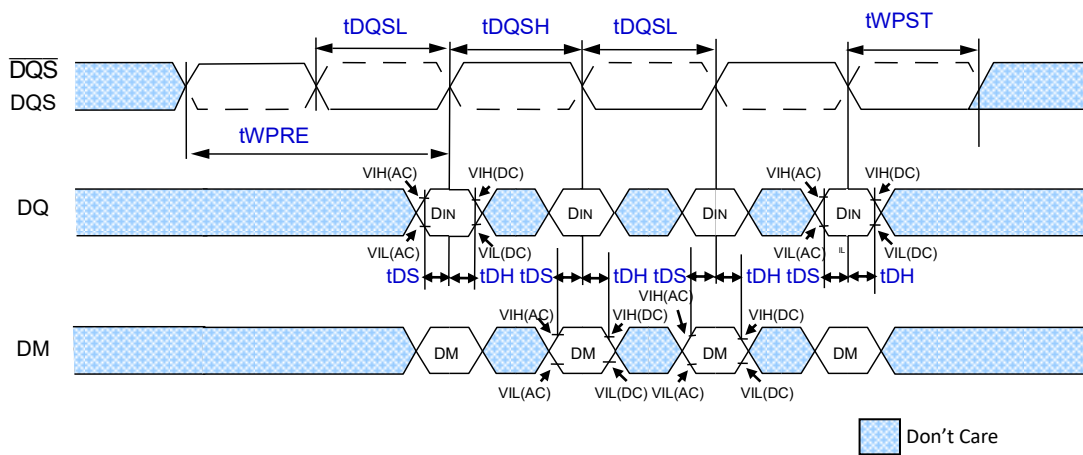 tDQSL tDQSH tDQSL tWPST
DQS
DQS
tWPRE
VIH(AC) VIH(DC) VIH(AC) VIH(DC)
DQ DIN DIN DIN DIN
VIL(AC) VIL(DC) VIL(AC) IL VIL(DC)
tDS tDH tDS tDH tDS tDH tDS tDH
VIH(AC)
VIH(AC) VIH(DC) VIH(DC)
DM DM DM DM DM
VIL(AC) VIL(DC) VIL(AC) VIL(DC)
Don't Care